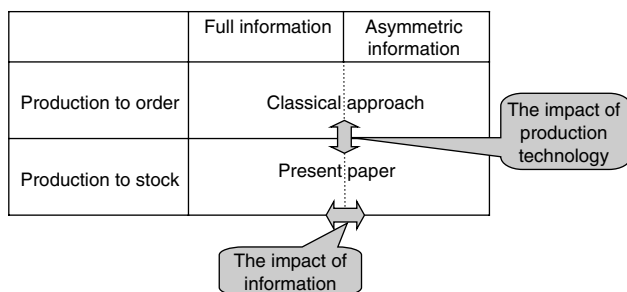 Full information
Asymmetric
information
Production to order
Classical approach
The impact of
production
technology
Production to stock
Present paper
The impact of
information